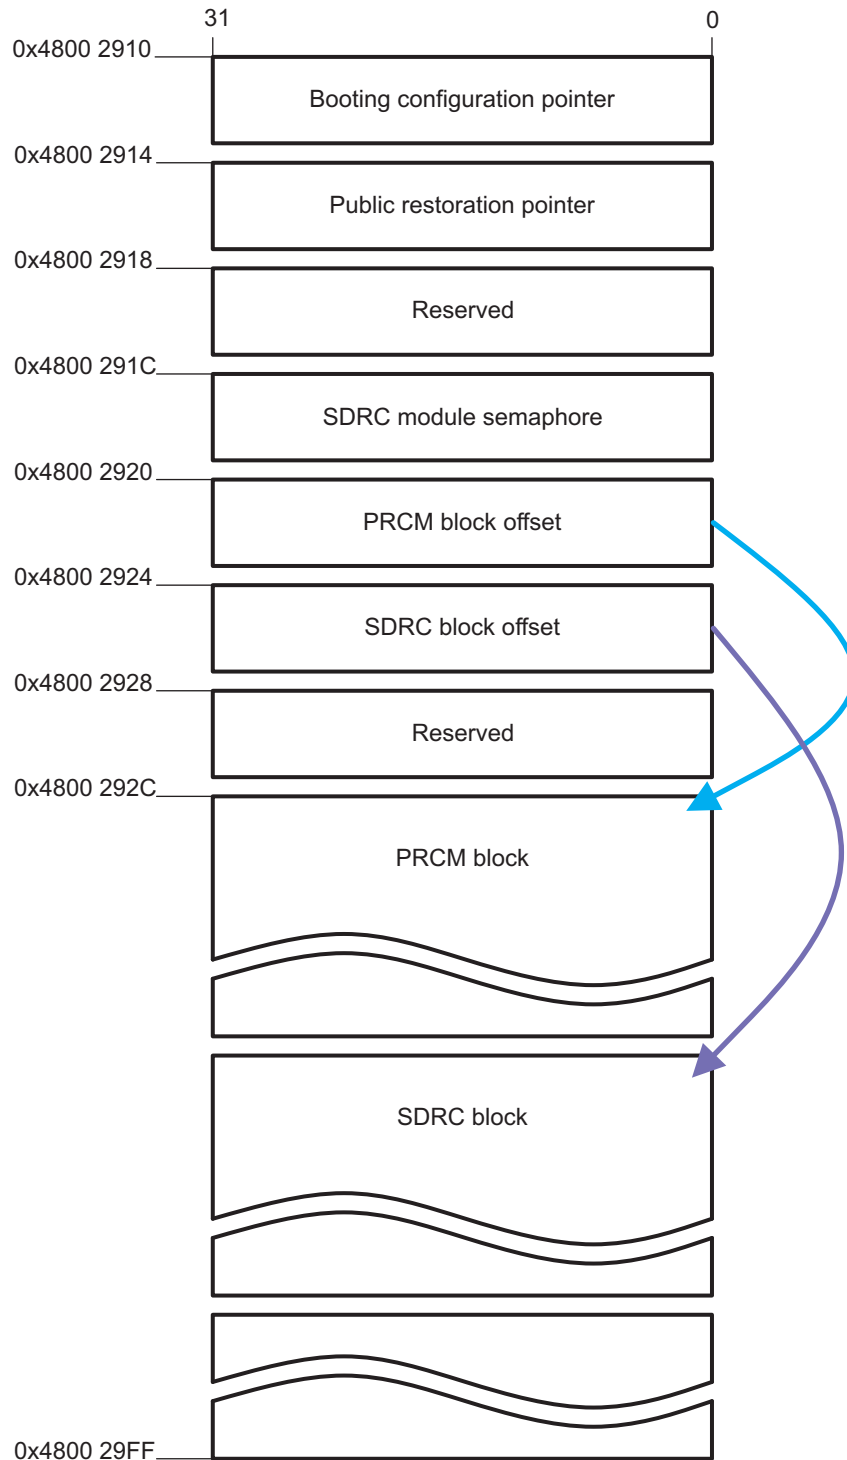 31 0
0x4800 2910
Booting configuration pointer
0x4800 2914
Public restoration pointer
0x4800 2918
Reserved
0x4800 291C
SDRC module semaphore
0x4800 2920
PRCM block offset
0x4800 2924
SDRC block offset
0x4800 2928
Reserved
0x4800 292C
PRCM block
SDRC block
0x4800 29FF